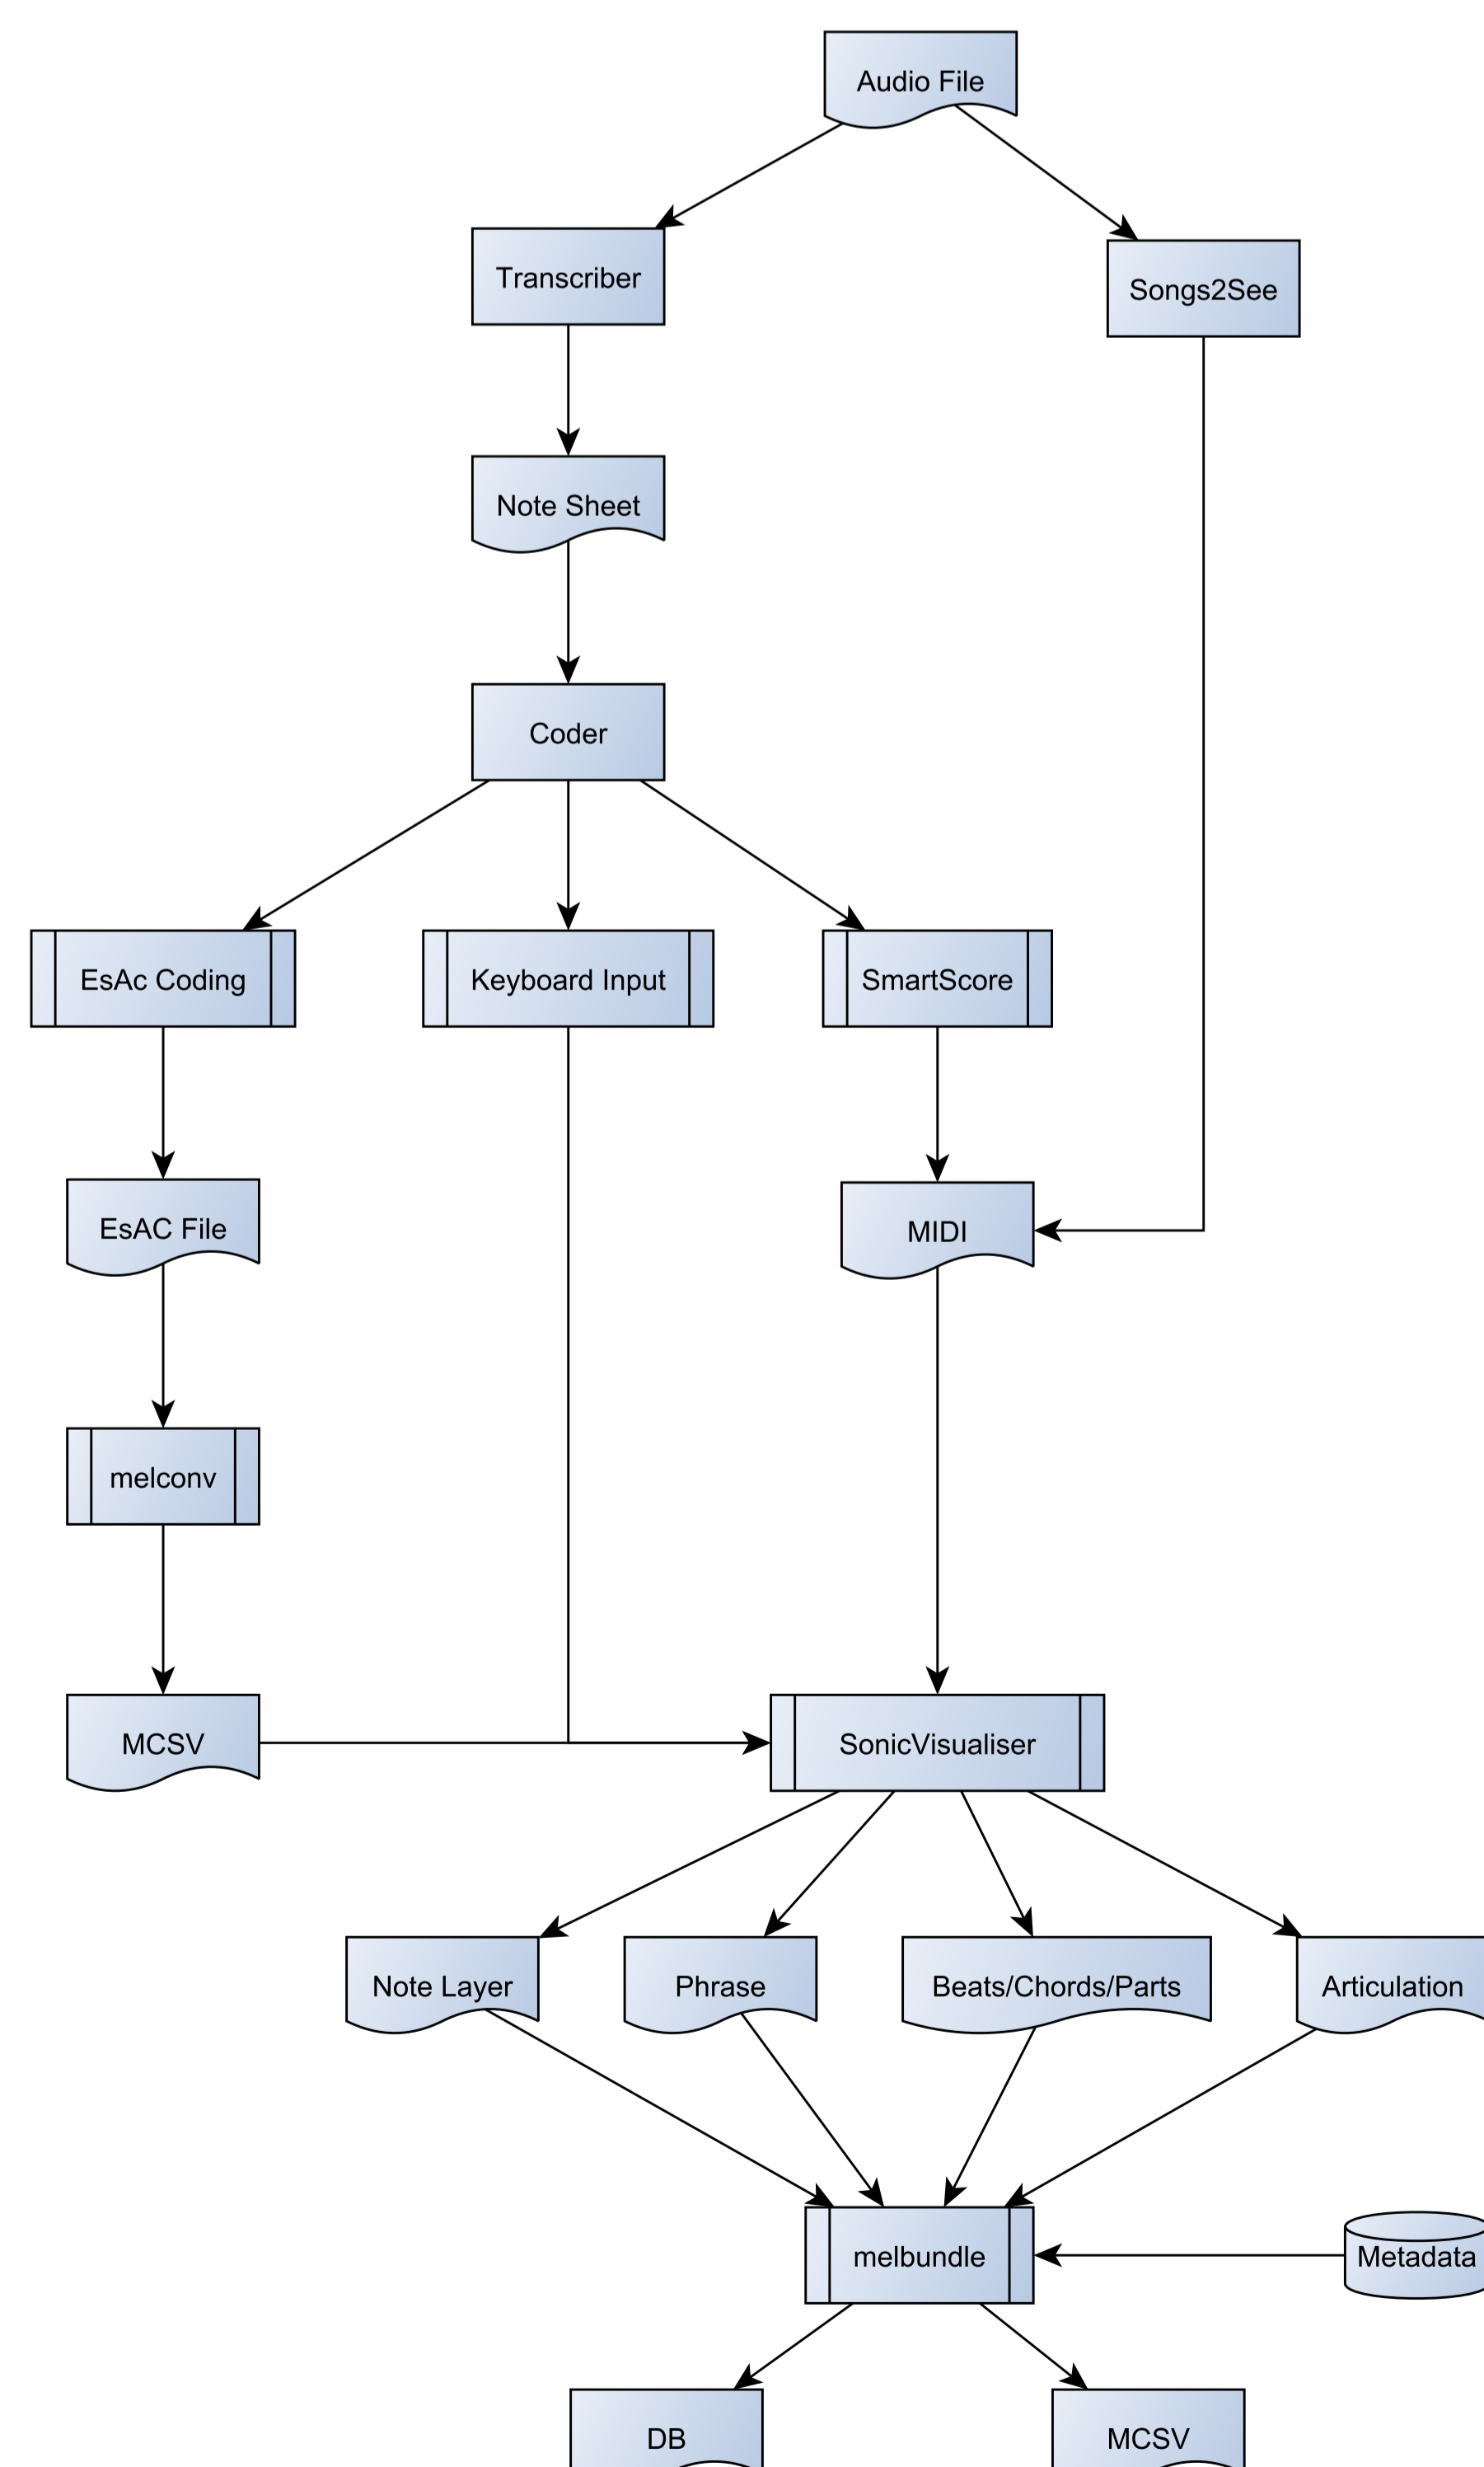 Audio File
Transcriber
Songs2See
Note Sheet
Coder
EsAc Coding
Keyboard Input
SmartScore
EsAC File
MIDI
melconv
MCSV
SonicVisualiser
Note Layer
Phrase
Beats/Chords/Parts
Articulation
melbundle
Metadata
DB
MCSV